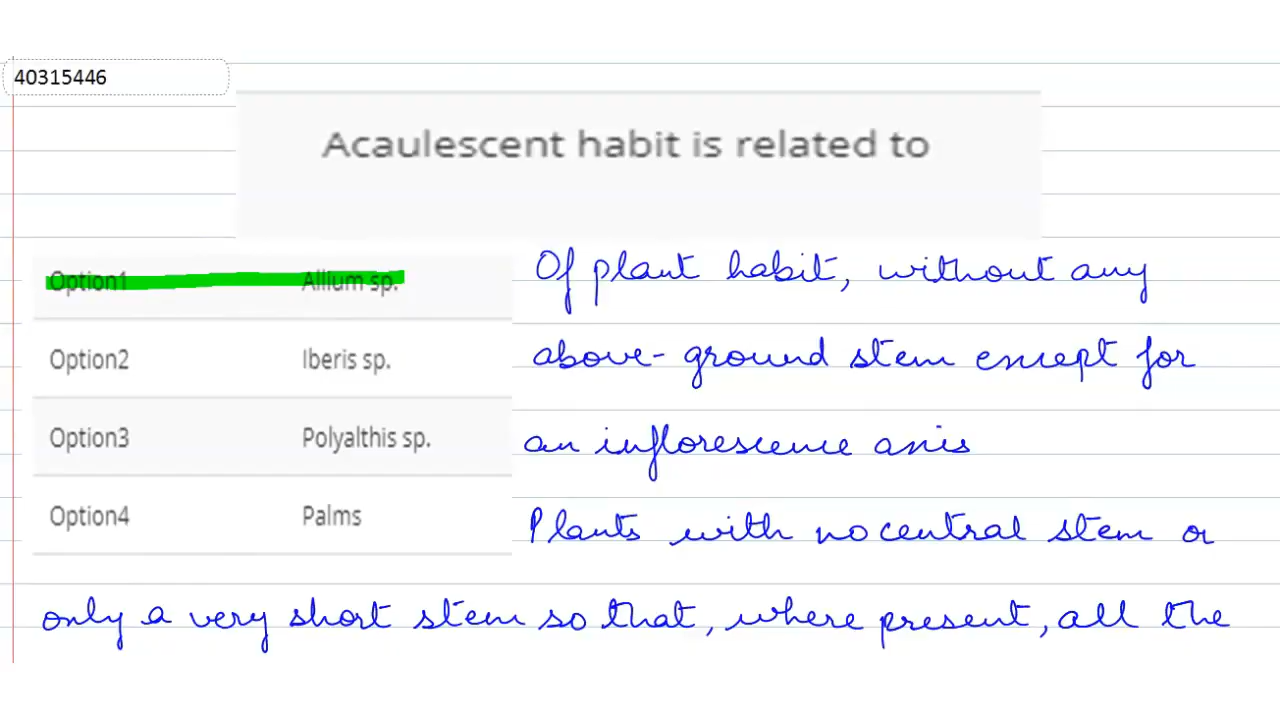 40315446
Acaulescent habit is related to
Option1 Allium sp.
Of plant habit, without any
Option2 Iberis sp.
above-ground stem except for
Option3 Polyalthis sp.
an inflorescence axis
Option4 Palms
Plants with no central stem or
only a very short stem so that, where present, all the